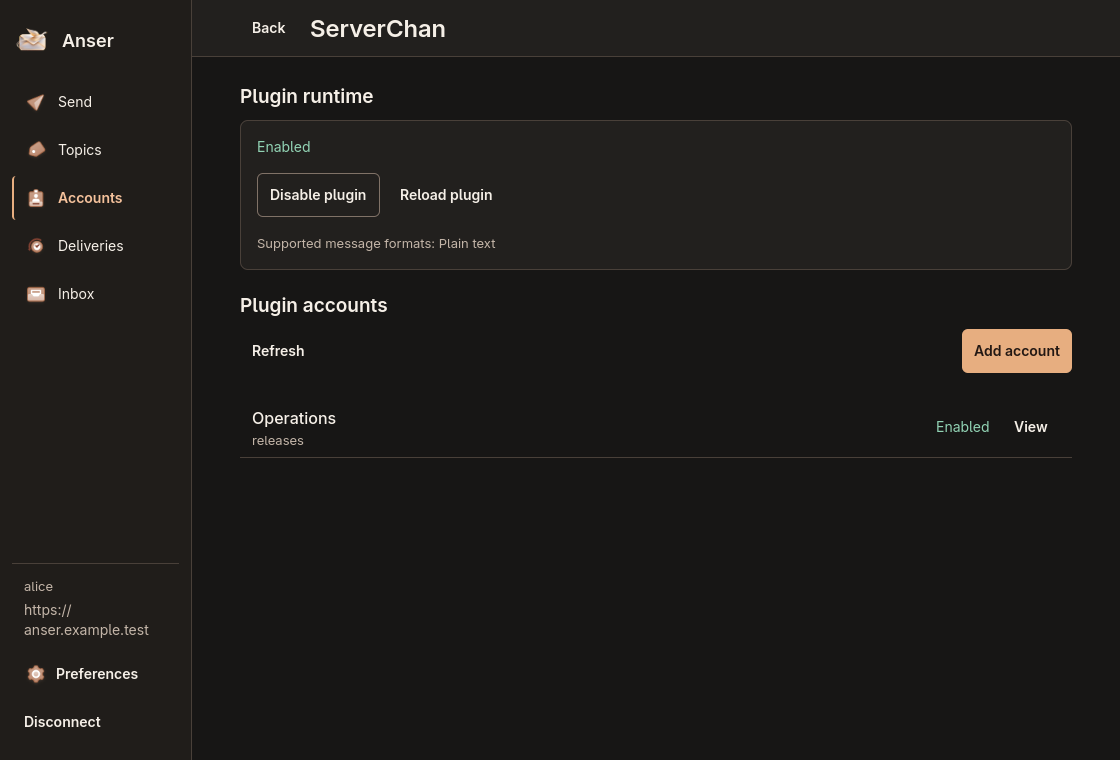 Anser
Send
Topics
Accounts
Deliveries
Inbox
alice
https://
anser.example.test
Preferences
Disconnect
Back
ServerChan
Plugin runtime
Enabled
Disable plugin
Reload plugin
Supported message formats: Plain text
Plugin accounts
Refresh
Add account
Operations
releases
Enabled
View